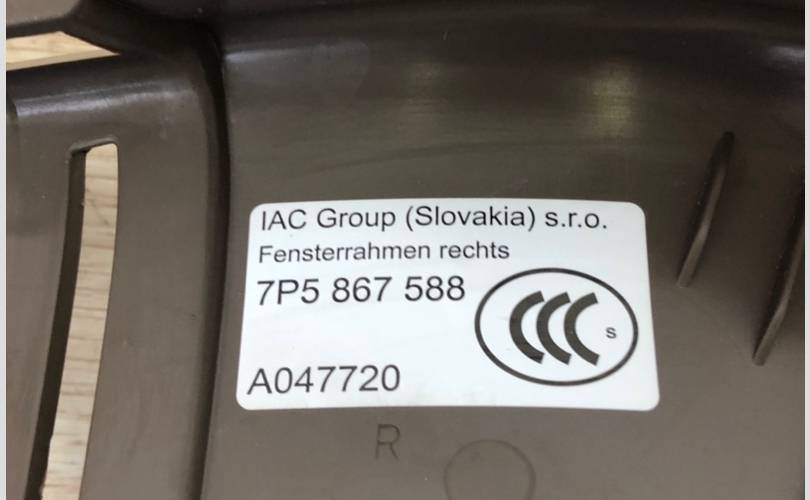 IAC Group (Slovakia) s.r.o.
Fensterrahmen rechts
7P5 867 588
CCC S
A047720
R